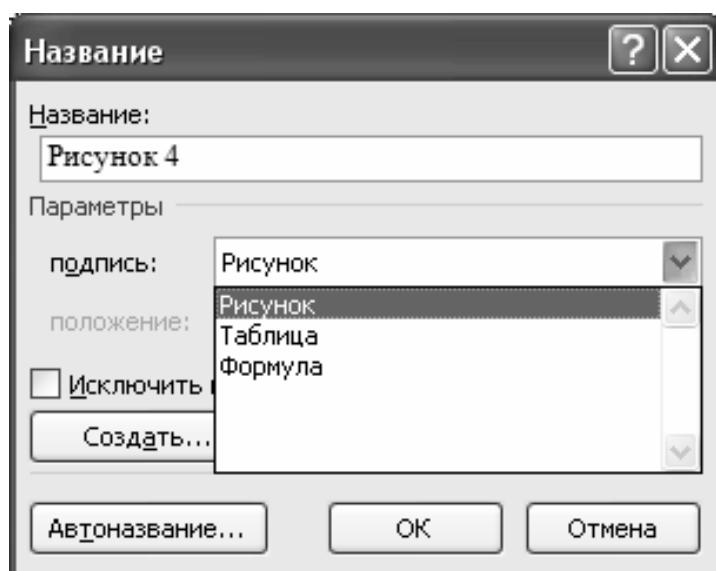 Название
Название:
Рисунок 4
Параметры
подпись: Рисунок
Рисунок
положение:
Таблица
Формула
Исключить
Создать...
Автоназвание... ОК Отмена